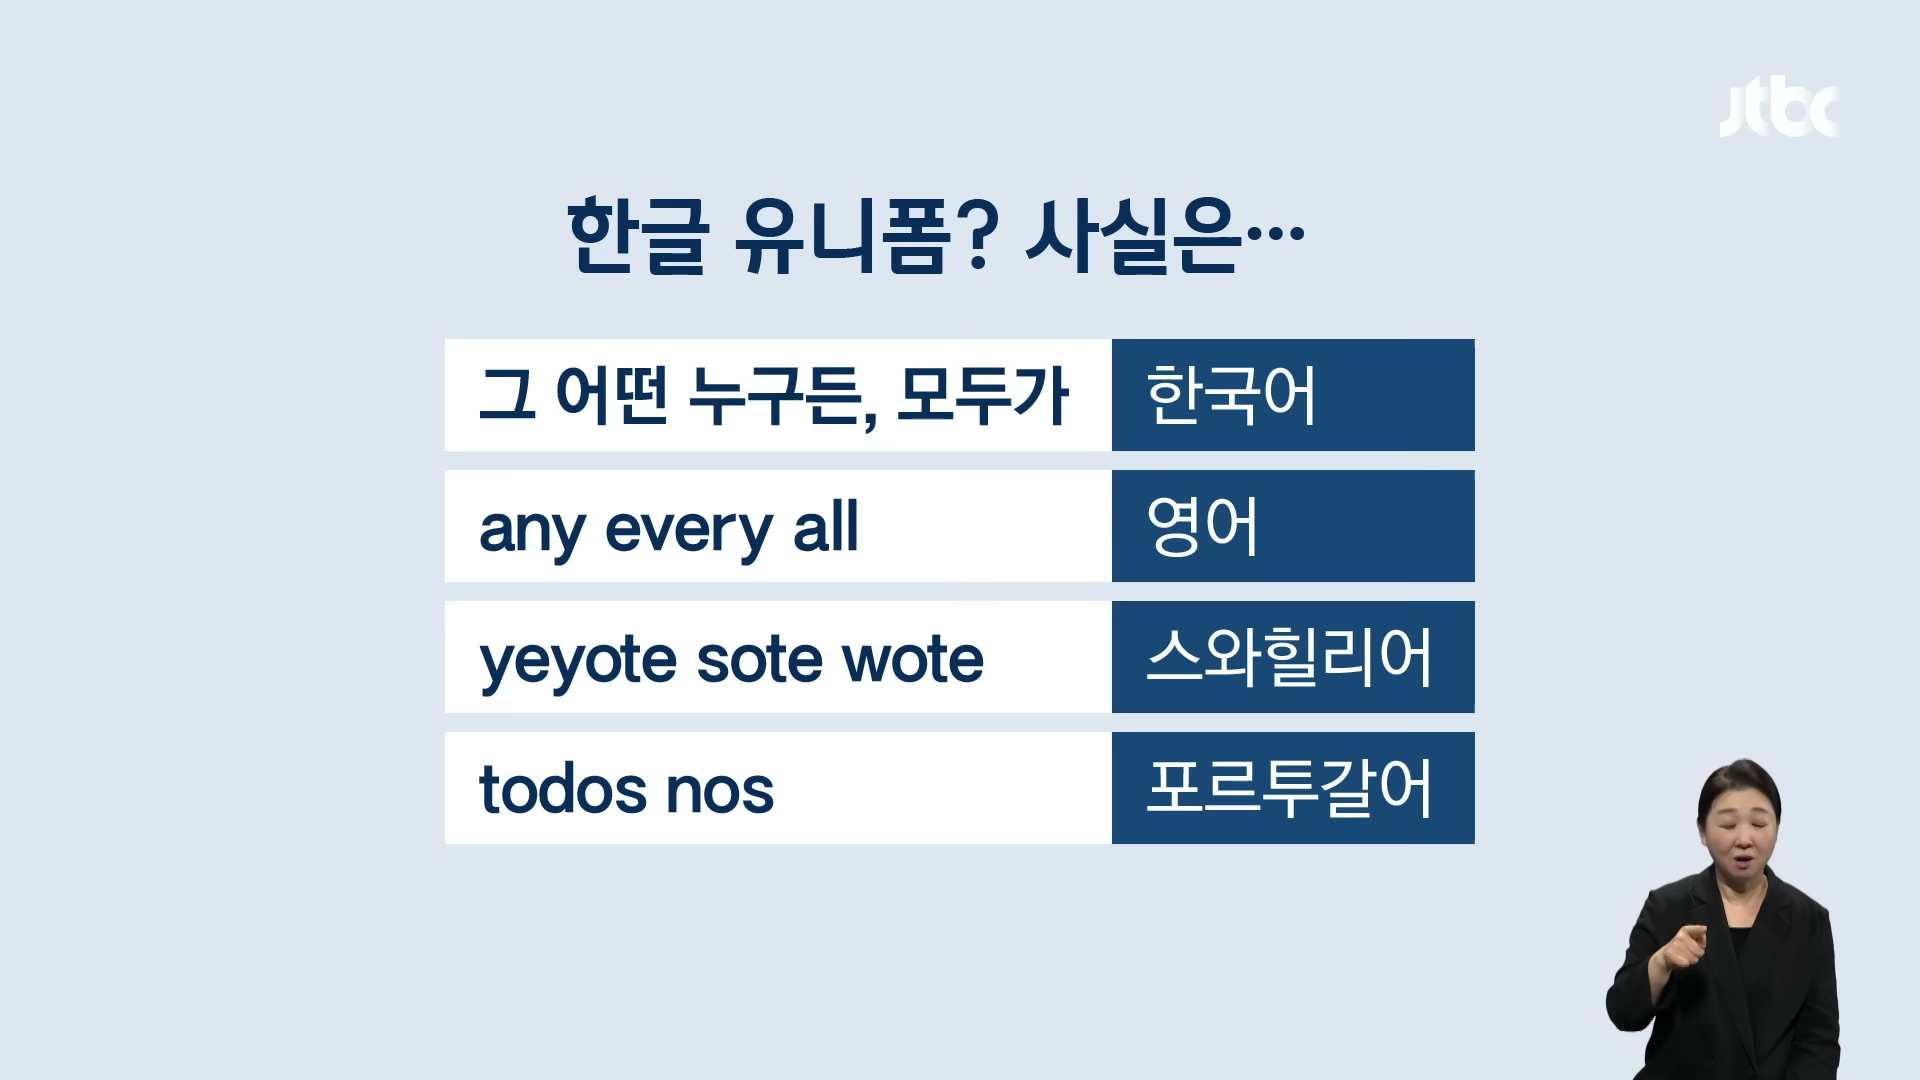 jtbc
한글 유니폼? 사실은…
그 어떤 누구든, 모두가 한국어
any every all 영어
yeyote sote wote 스와힐리어
todos nos 포르투갈어